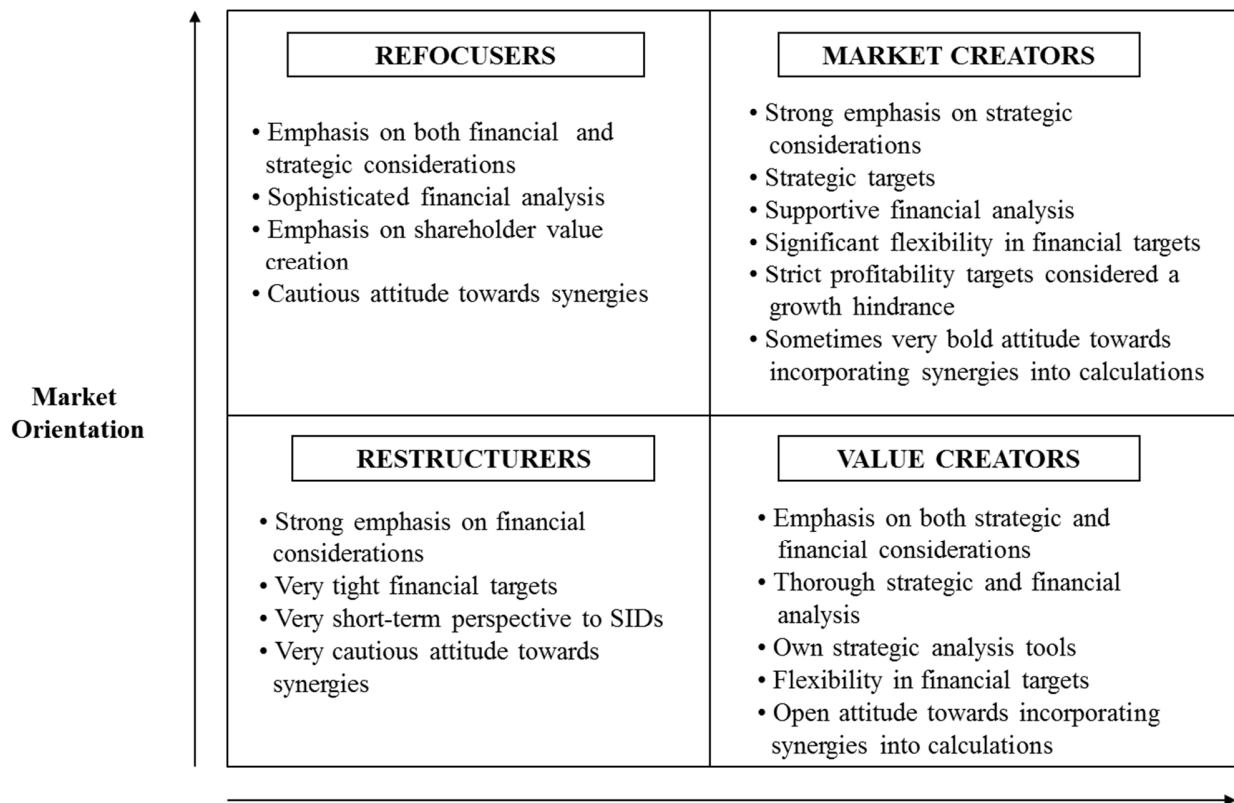 REFOCUSERS
• Emphasis on both financial and
strategic considerations
• Sophisticated financial analysis
• Emphasis on shareholder value
creation
• Cautious attitude towards synergies
MARKET CREATORS
• Strong emphasis on strategic
considerations
• Strategic targets
• Supportive financial analysis
• Significant flexibility in financial targets
• Strict profitability targets considered a
growth hindrance
• Sometimes very bold attitude towards
incorporating synergies into calculations
Market
Orientation
RESTRUCTURERS
• Strong emphasis on financial
considerations
• Very tight financial targets
• Very short-term perspective to SIDs
• Very cautious attitude towards
synergies
VALUE CREATORS
• Emphasis on both strategic and
financial considerations
• Thorough strategic and financial
analysis
• Own strategic analysis tools
• Flexibility in financial targets
• Open attitude towards incorporating
synergies into calculations